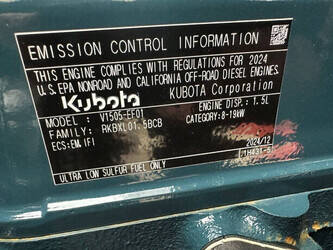 EMISSION CONTROL INFORMATION
THIS ENGINE COMPLIES WITH REGULATIONS FOR 2024
U.S.EPA NONROAD AND CALIFORNIA OFF-ROAD DIESEL ENGINES.
Kubota KUBOTA Corporation
V1505-EF01 ENGINE DISP.: 1.5L
FAMILY: RKBXL01.5BCB CATEGORY: 8-19kW
ECS:EM IFI
2024/12
ULTRA LOW SULFUR FUEL ONLY